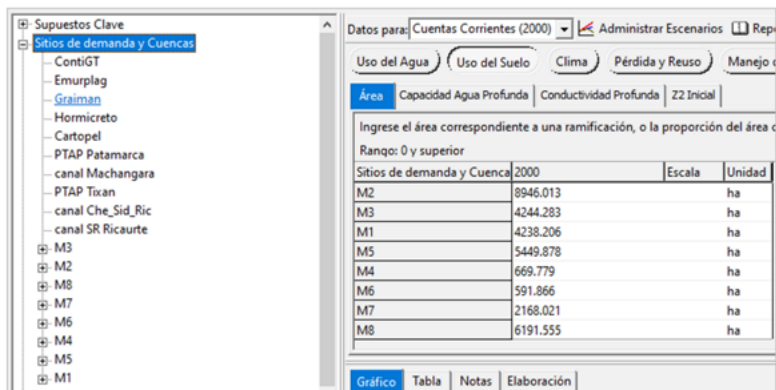 Supuestos Clave
Sitios de demanda y Cuencas
ContiGT
Emurplag
Graiman
Hormicreto
Cartopel
PTAP Patamarca
canal Machangara
PTAP Tixan
canal Che_Sid_Ric
canal SR Ricaurte
M3
M2
M8
M7
M6
M4
M5
M1
Datos para: Cuentas Corrientes (2000) Administrar Escenarios Rep
Uso del Agua Uso del Suelo Clima Pérdida y Reuso Manejo
Área Capacidad Agua Profunda Conductividad Profunda Z2 Inicial
Ingrese el área correspondiente a una ramificación, o la proporción del área
Rango: 0 y superior
Sitios de demanda y Cuenca 2000 Escala Unidad
M2 8946.013 ha
M3 4244.283 ha
M1 4238.206 ha
M5 5449.878 ha
M4 669.779 ha
M6 591.866 ha
M7 2168.021 ha
M8 6191.555 ha
Gráfico Tabla Notas Elaboración